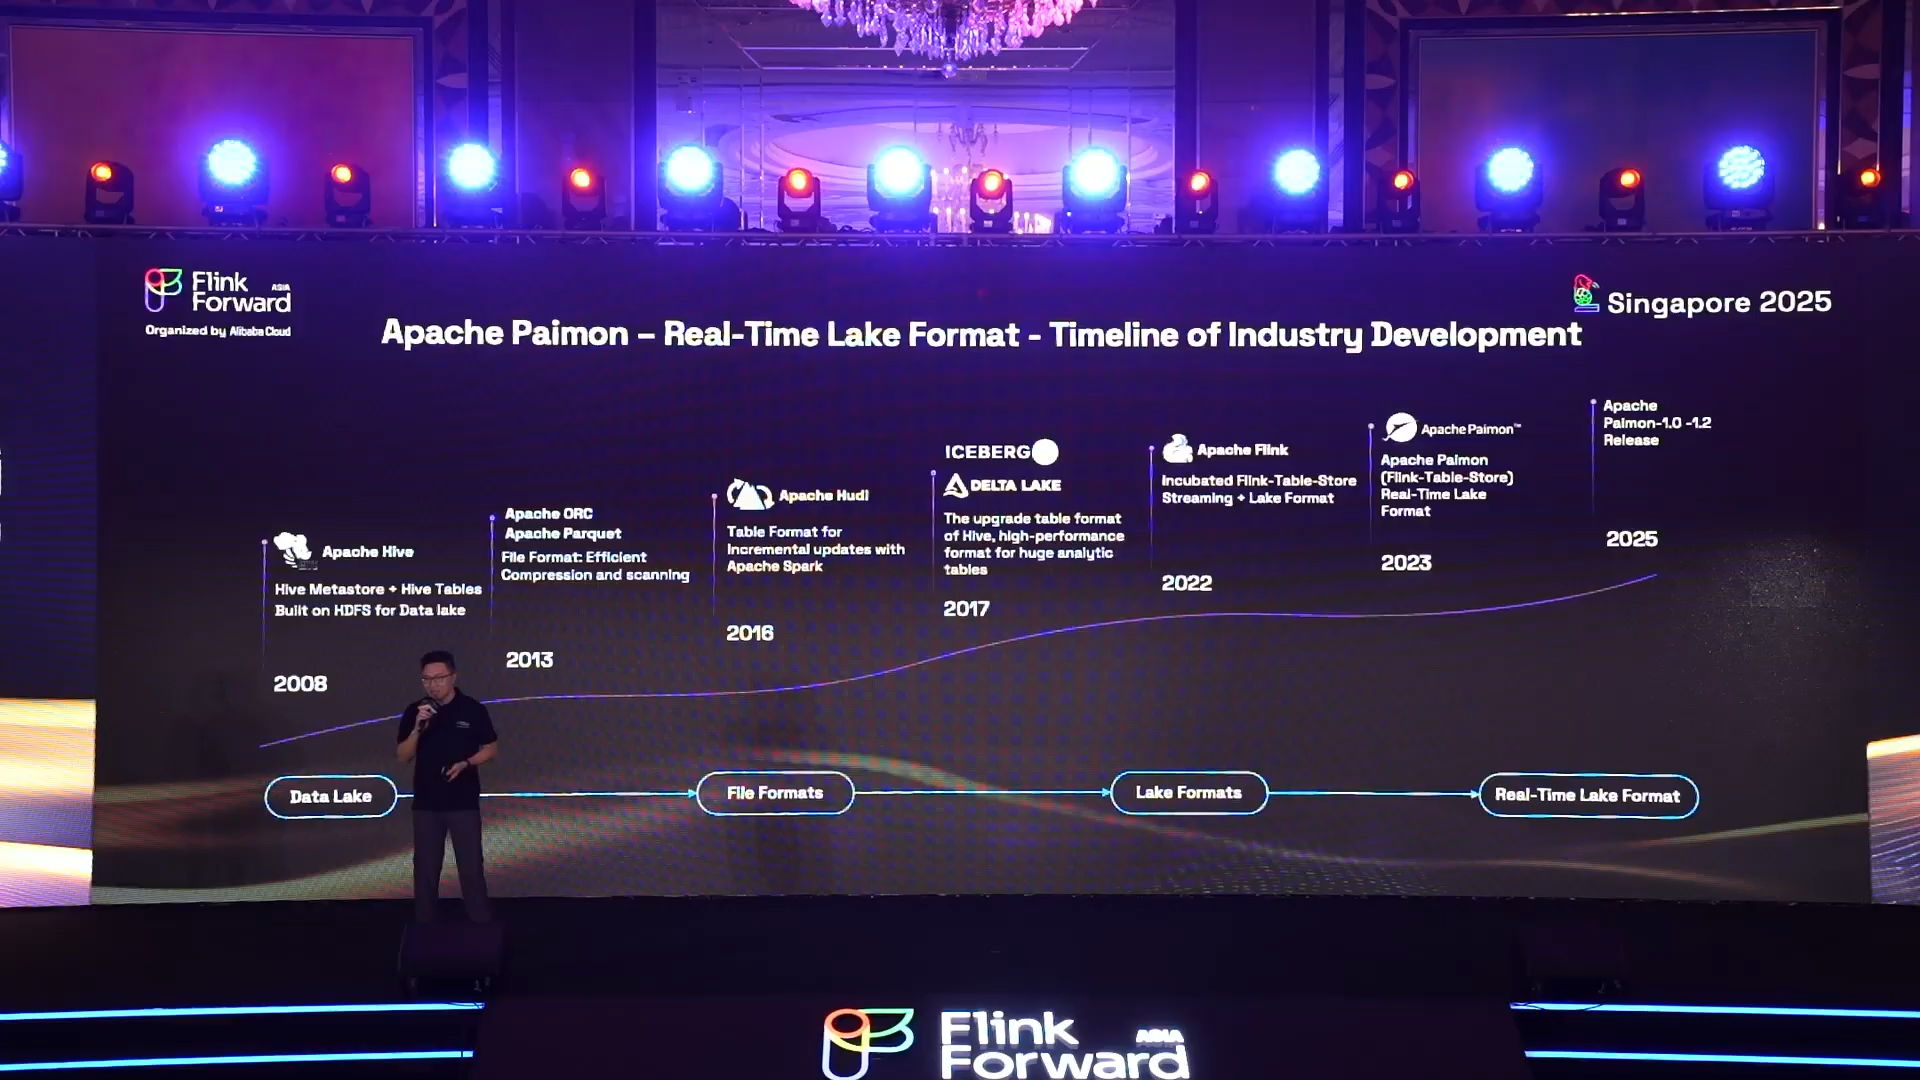 Flink
Forward ASIA
Organized by Alibaba Cloud
Singapore 2025
Apache Paimon – Real-Time Lake Format - Timeline of Industry Development
Apache Hive
Hive Metastore + Hive Tables
Built on HDFS for Data lake
2008
Apache ORC
Apache Parquet
File Format: Efficient
Compression and scanning
2013
Apache Hudi
Table Format for
Incremental updates with
Apache Spark
2016
ICEBERG
DELTA LAKE
The upgrade table format
of Hive, high-performance
format for huge analytic
tables
2017
Apache Flink
Incubated Flink-Table-Store
Streaming + Lake Format
2022
Apache Paimon™
Apache Paimon
(Flink-Table-Store)
Real-Time Lake
Format
2023
Apache
Paimon-1.0 -1.2
Release
2025
Data Lake
File Formats
Lake Formats
Real-Time Lake Format
Flink
Forward ASIA